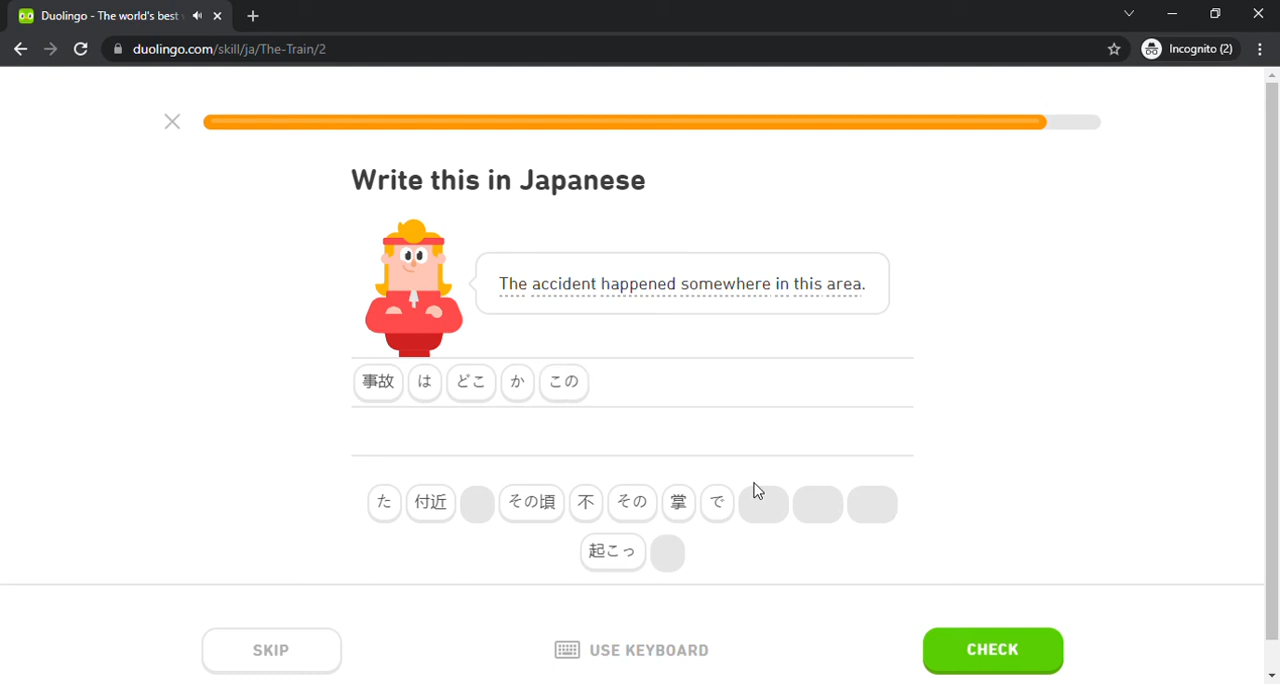 Duolingo - The world's best
duolingo.com/skill/ja/The-Train/2
Incognito (2)
Write this in Japanese
The accident happened somewhere in this area.
事故 は どこ か この
た 付近 その頃 不 その 掌 で
起こっ
SKIP
USE KEYBOARD
CHECK